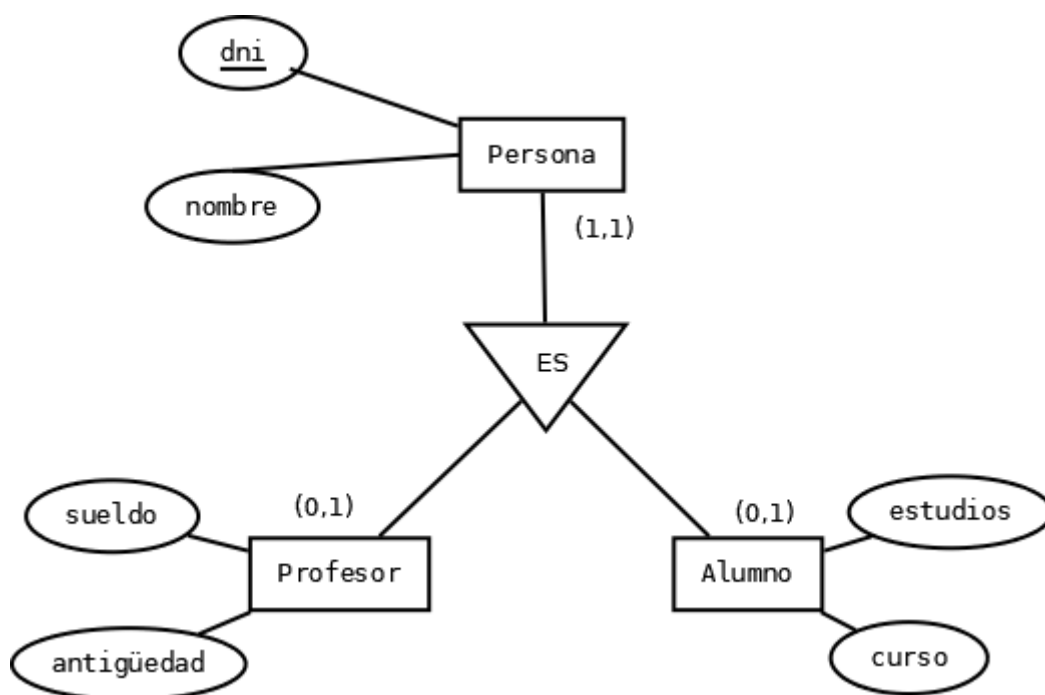 dni
Persona
nombre
(1,1)
ES
sueldo
(0,1)
(0,1)
estudios
Profesor
Alumno
antigüedad
curso